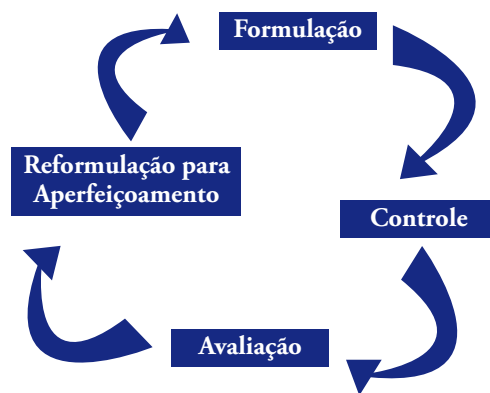 Formulação
Reformulação para
Aperfeiçoamento
Controle
Avaliação